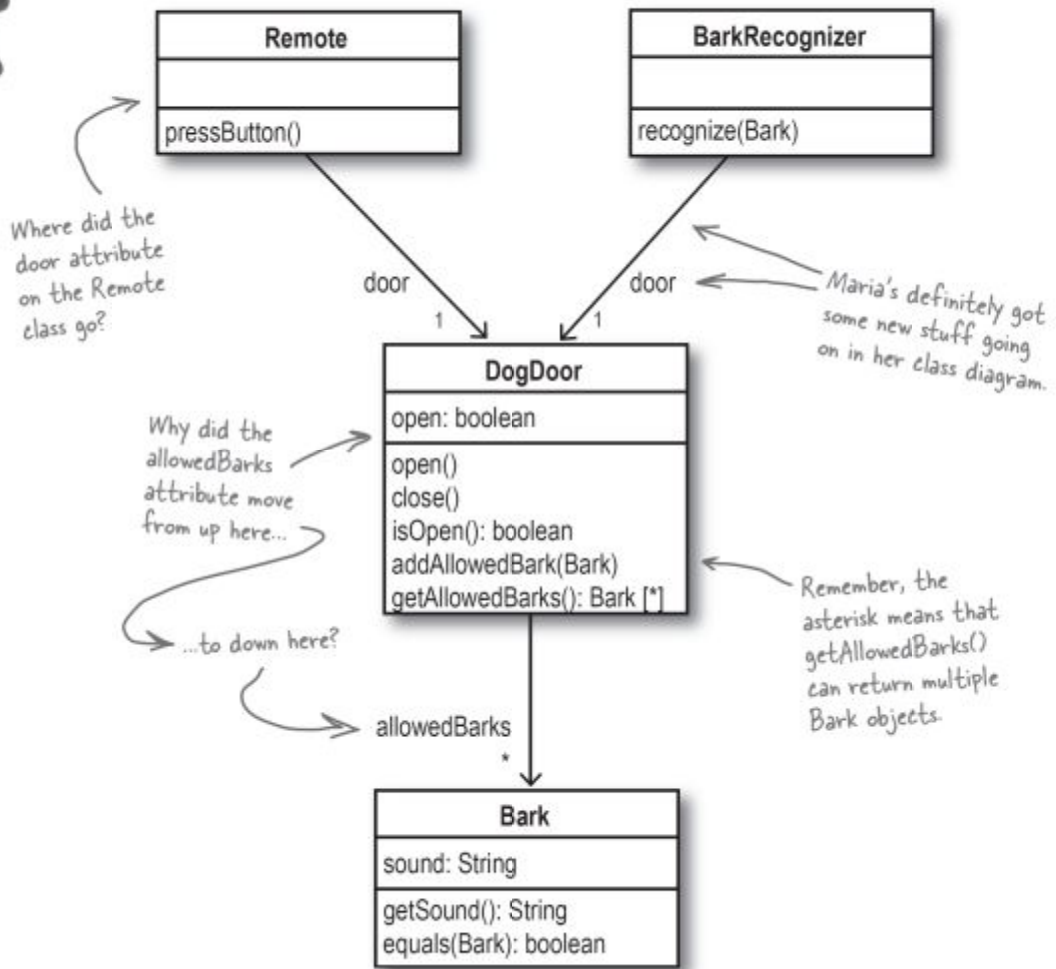 Remote
pressButton()
BarkRecognizer
recognize(Bark)
Where did the
door attribute
on the Remote
class go?
door
1
door
1
Maria's definitely got
some new stuff going
on in her class diagram.
DogDoor
open: boolean
open()
close()
isOpen(): boolean
addAllowedBark(Bark)
getAllowedBarks(): Bark [*]
Why did the
allowedBarks
attribute move
from up here...
...to down here?
Remember, the
asterisk means that
getAllowedBarks()
can return multiple
Bark objects.
allowedBarks
*
Bark
sound: String
getSound(): String
equals(Bark): boolean